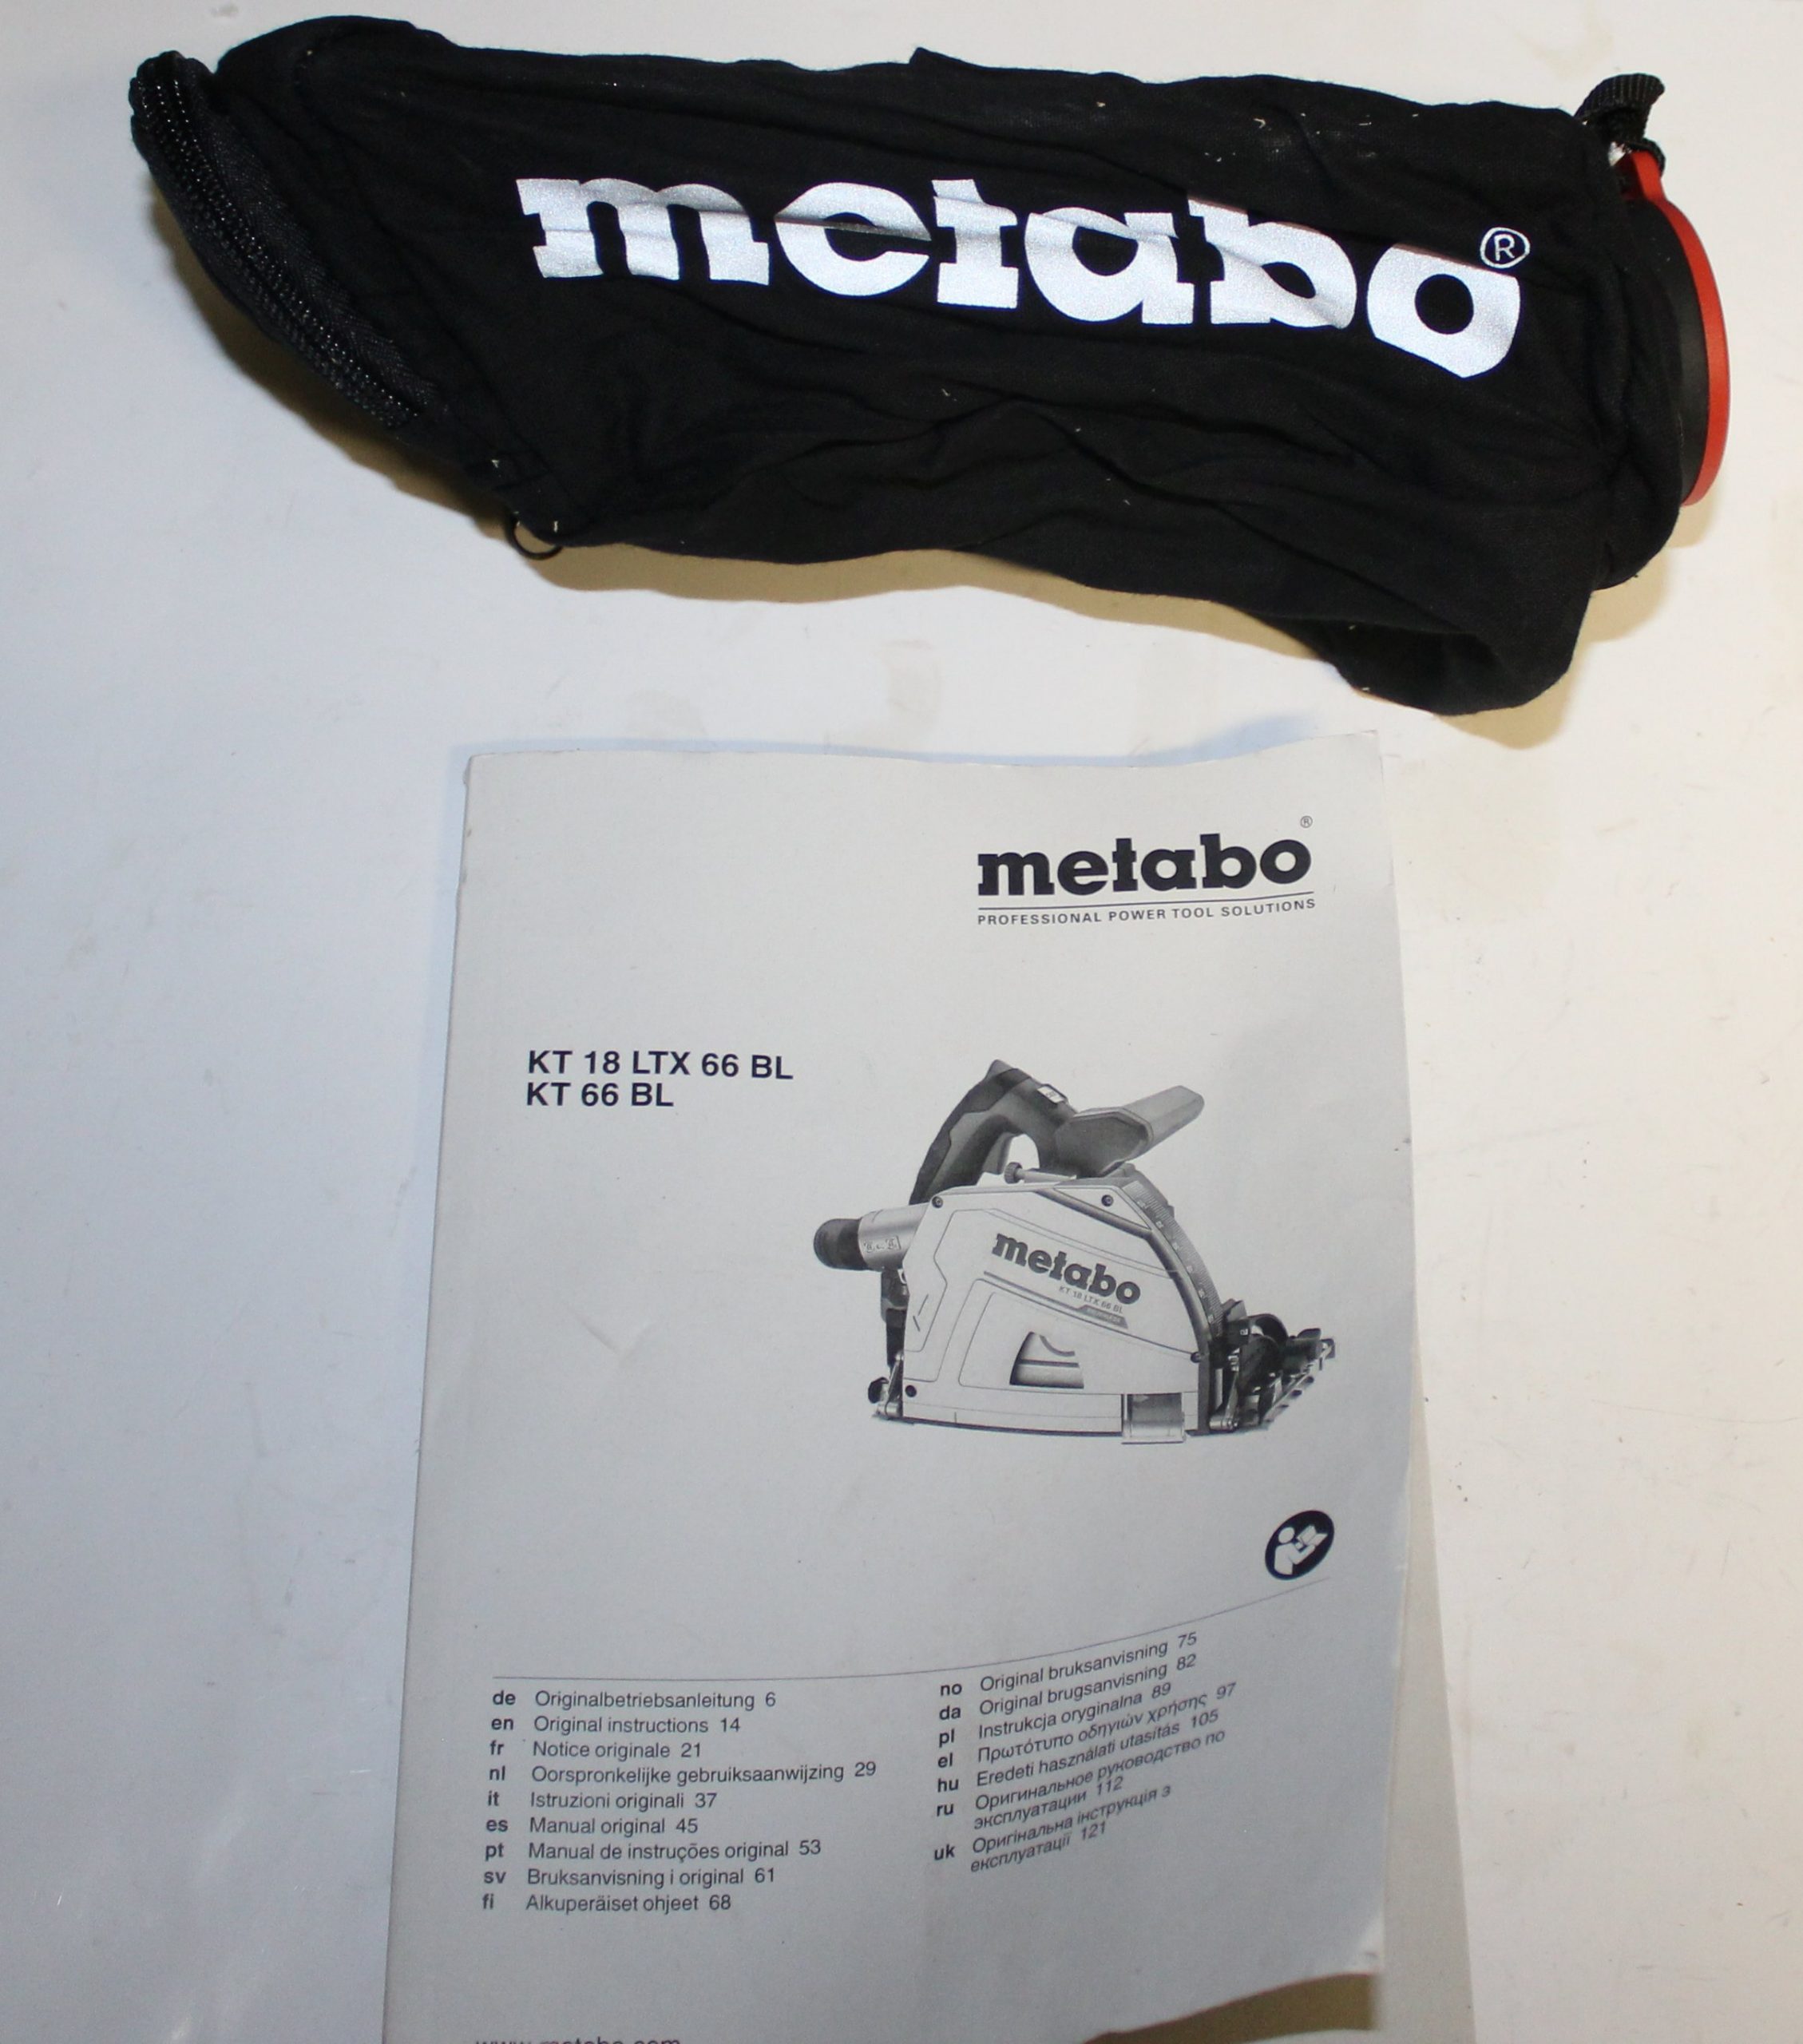 metabo®
metabo®
PROFESSIONAL POWER TOOL SOLUTIONS
KT 18 LTX 66 BL
KT 66 BL
metabo
KT 18 LTX 66 BL
de Originalbetriebsanleitung 6
en Original instructions 14
fr Notice originale 21
nl Oorspronkelijke gebruiksaanwijzing 29
it Istruzioni originali 37
es Manual original 45
pt Manual de instruções original 53
sv Bruksanvisning i original 61
fi Alkuperäiset ohjeet 68
no Original bruksanvisning 75
da Original brugsanvisning 82
pl Instrukcja oryginalna 89
el Πρωτότυπο οδηγιών χρήσης 97
hu Eredeti használati utasítás 105
ru Оригинальное руководство по
эксплуатации 112
uk Оригінальна інструкція з
експлуатації 121
www.metabo.com